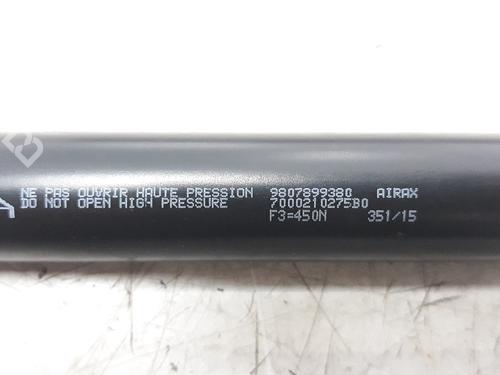 NE PAS OUVRIR HAUTE PRESSION 9807899380 AIRAX
DO NOT OPEN HIGH PRESSURE 7000210275B0
F3=450N 351/15